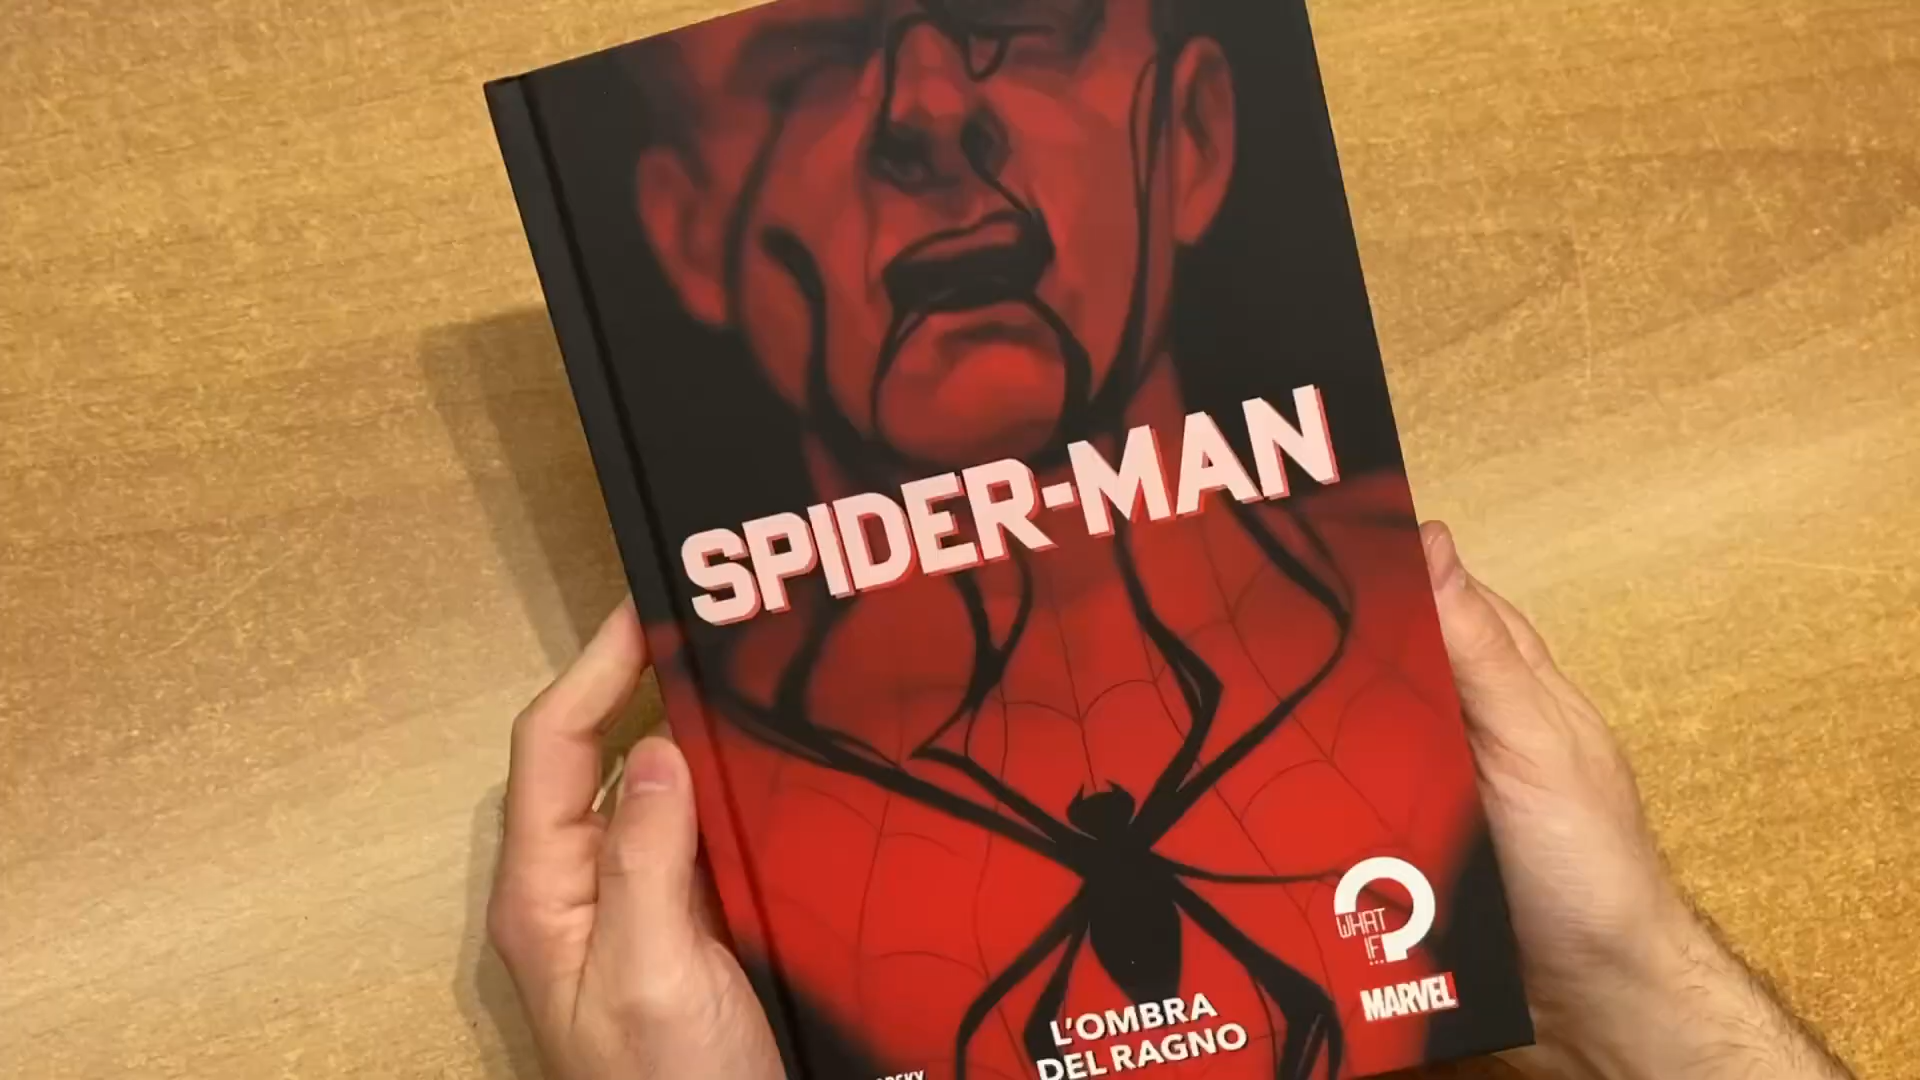 SPIDER-MAN
WHAT
IF...
MARVEL
L'OMBRA
DEL RAGNO